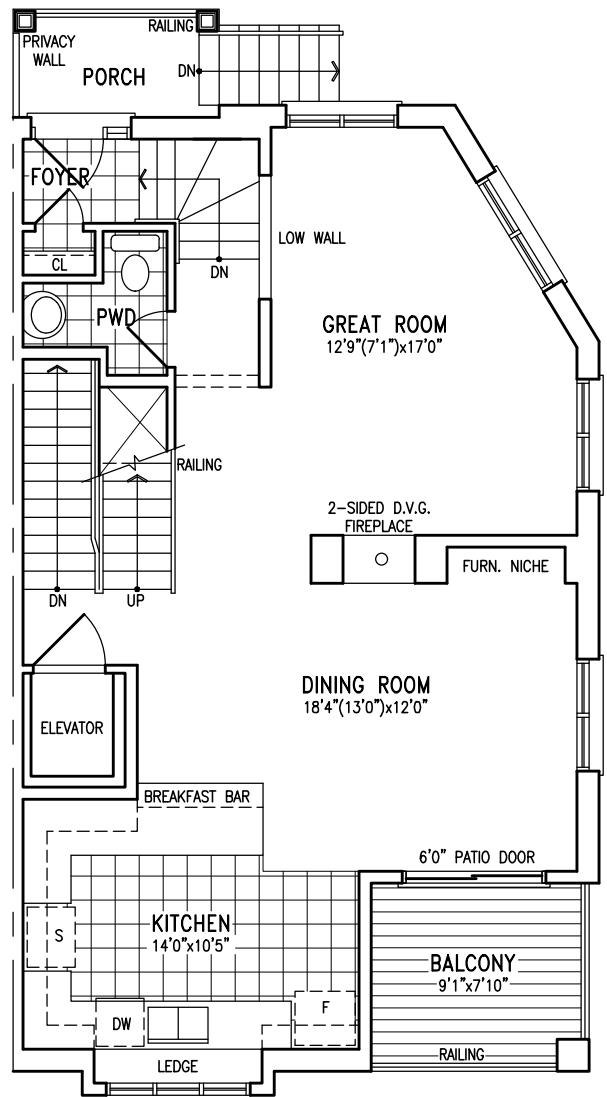 RAILING
PRIVACY
WALL
PORCH
DN
FOYER
CL
DN
LOW WALL
PWD
GREAT ROOM
12'9"(7'1")x17'0"
RAILING
2-SIDED D.V.G.
FIREPLACE
FURN. NICHE
DN
UP
DINING ROOM
18'4"(13'0")x12'0"
ELEVATOR
BREAKFAST BAR
6'0" PATIO DOOR
KITCHEN
14'0"x10'5"
S
BALCONY
9'1"x7'10"
F
DW
RAILING
LEDGE